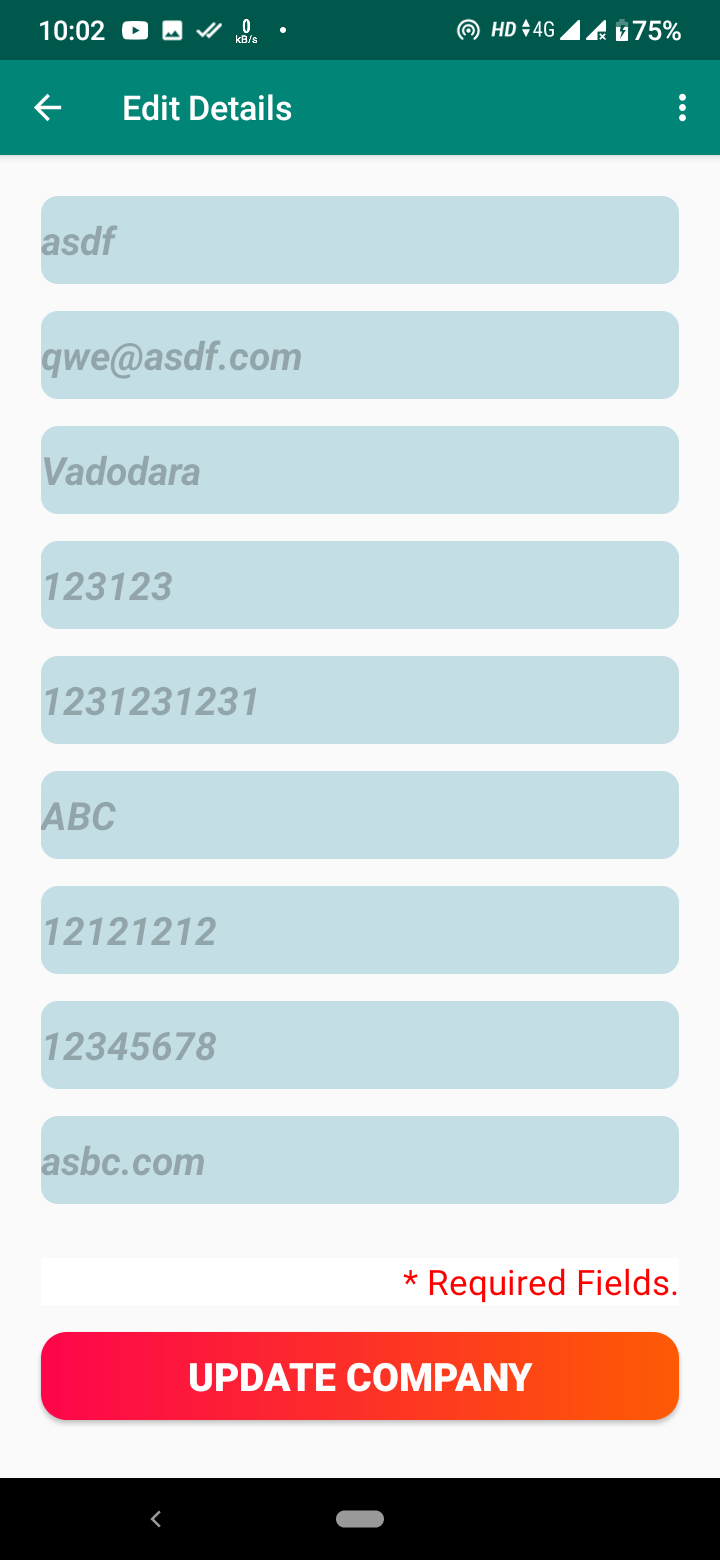 10:02 0 kB/s HD 4G 75%
Edit Details
asdf
qwe@asdf.com
Vadodara
123123
1231231231
ABC
12121212
12345678
asbc.com
* Required Fields.
UPDATE COMPANY